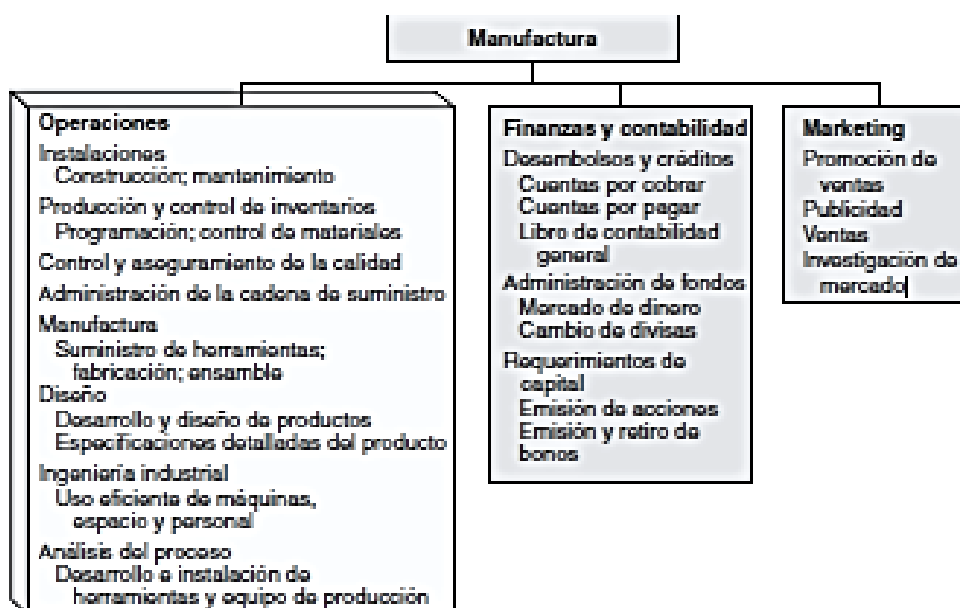 Manufactura
Operaciones
Instalaciones
Construcción; mantenimiento
Producción y control de inventarios
Programación; control de materiales
Control y aseguramiento de la calidad
Administración de la cadena de suministro
Manufactura
Suministro de herramientas;
fabricación; ensamble
Diseño
Desarrollo y diseño de productos
Especificaciones detalladas del producto
Ingeniería industrial
Uso eficiente de máquinas,
espacio y personal
Análisis del proceso
Desarrollo e instalación de
herramientas y equipo de producción
Finanzas y contabilidad
Desembolsos y créditos
Cuentas por cobrar
Cuentas por pagar
Libro de contabilidad
general
Administración de fondos
Mercado de dinero
Cambio de divisas
Requerimientos de
capital
Emisión de acciones
Emisión y retiro de
bonos
Marketing
Promoción de
ventas
Publicidad
Ventas
Investigación de
mercado